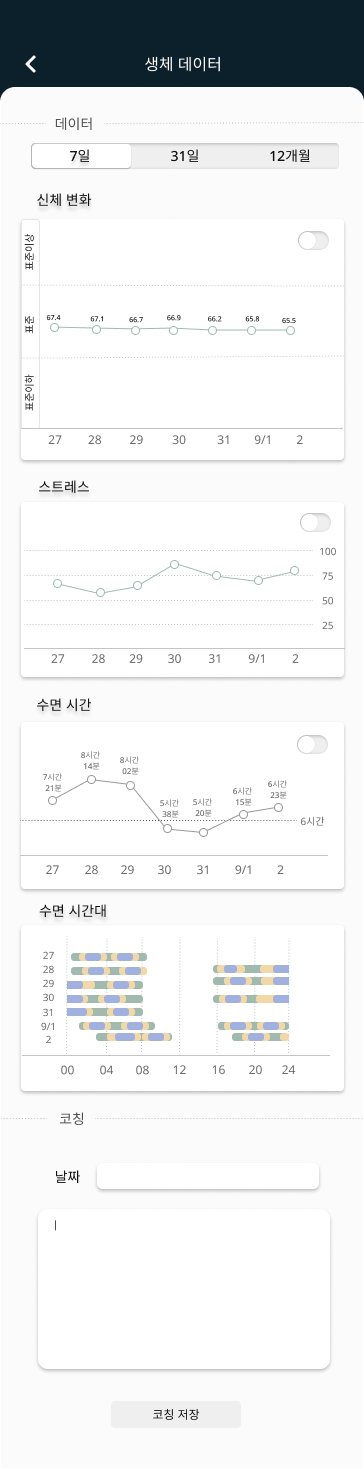 생체 데이터
데이터
7일 31일 12개월
신체 변화
표준이상
표준
표준이하
67.4 67.1 66.7 66.9 66.2 65.8 65.5
27 28 29 30 31 9/1 2
스트레스
100
75
50
25
27 28 29 30 31 9/1 2
수면 시간
7시간 21분
8시간 14분
8시간 02분
5시간 38분
5시간 20분
6시간 15분
6시간 23분
6시간
27 28 29 30 31 9/1 2
수면 시간대
27
28
29
30
31
9/1
2
00 04 08 12 16 20 24
코칭
날짜
코칭 저장